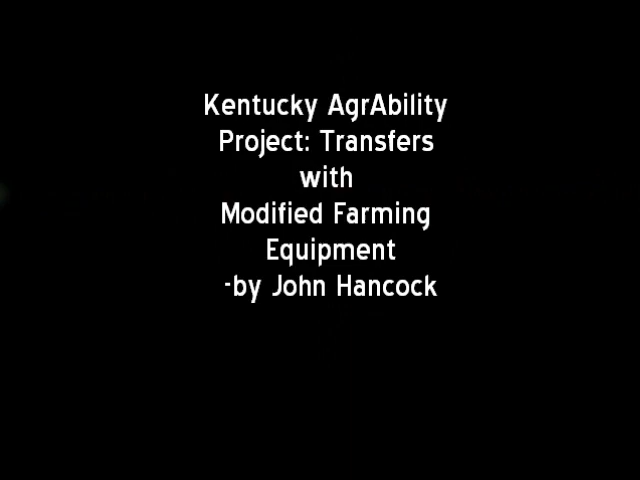 Kentucky AgrAbility
Project: Transfers
with
Modified Farming
Equipment
-by John Hancock